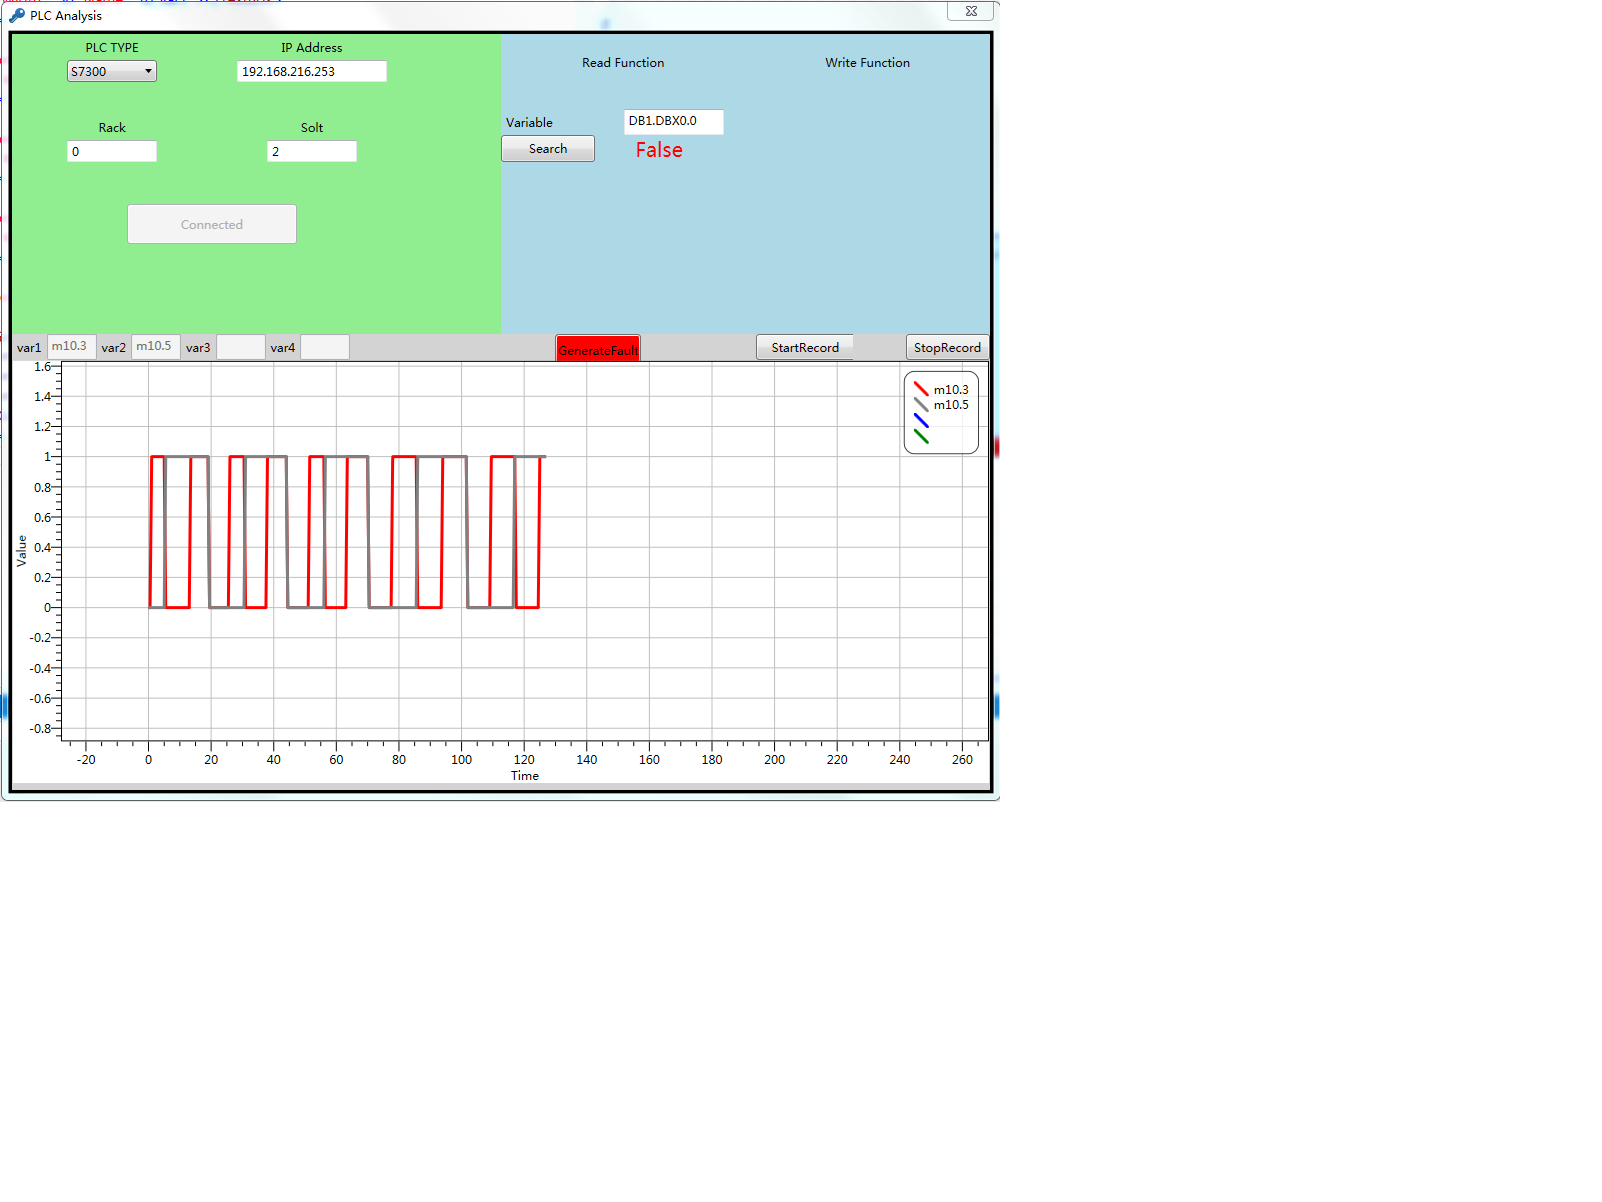 PLC Analysis
PLC TYPE
IP Address
S7300
192.168.216.253
Rack
Solt
0
2
Connected
Read Function
Write Function
Variable
DB1.DBX0.0
Search
False
var1 m10.3 var2 m10.5 var3 var4
GenerateFault
StartRecord
StopRecord
m10.3
m10.5
1.6
1.4
1.2
1
0.8
0.6
0.4
0.2
0
-0.2
-0.4
-0.6
-0.8
Value
-20 0 20 40 60 80 100 120 140 160 180 200 220 240 260
Time